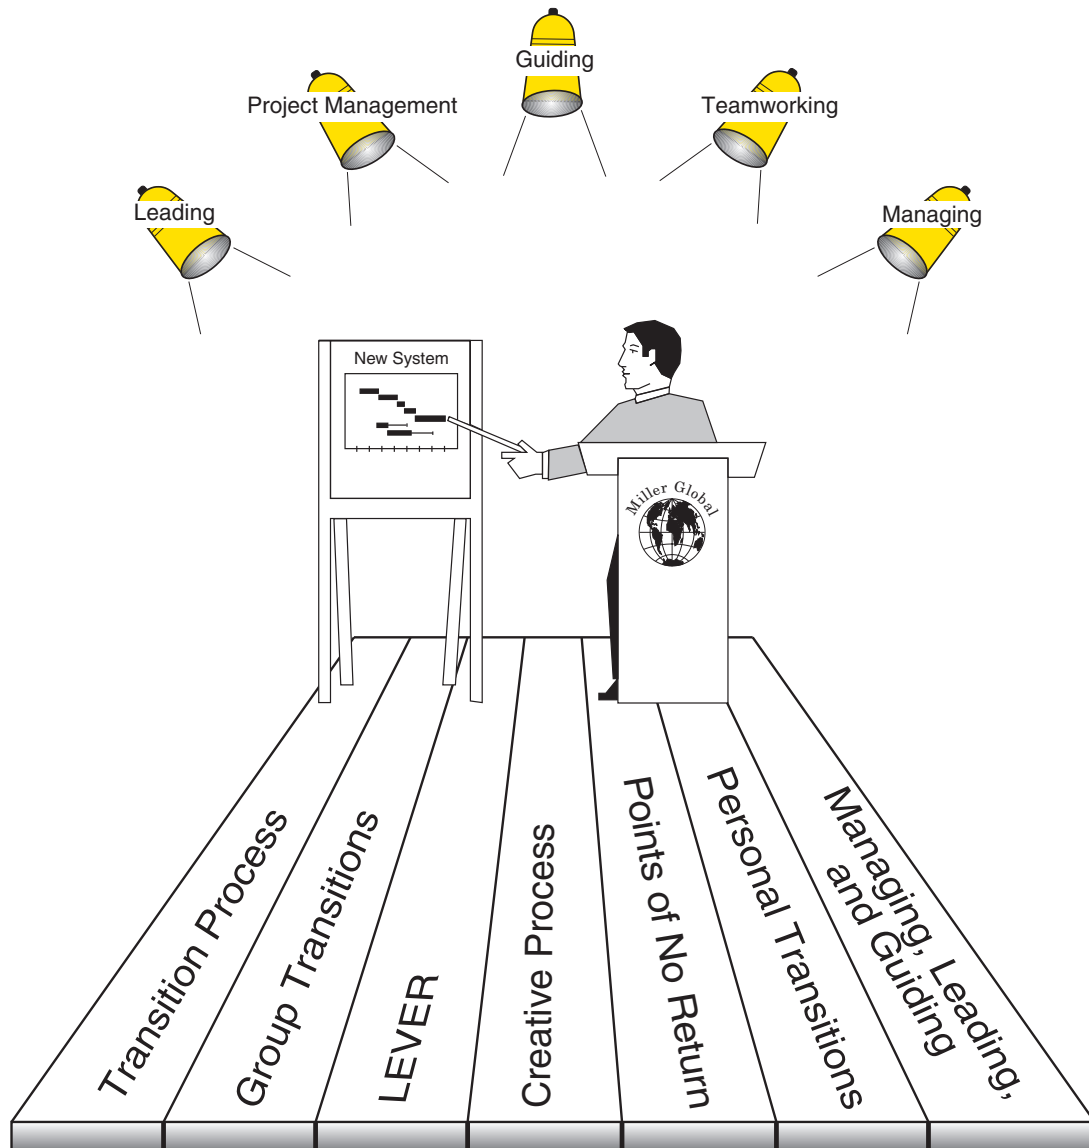 Guiding
Project Management
Teamworking
Leading
Managing
New System
Miller Global
Transition Process
Group Transitions
LEVER
Creative Process
Points of No Return
Personal Transitions
Managing, Leading,
and Guiding